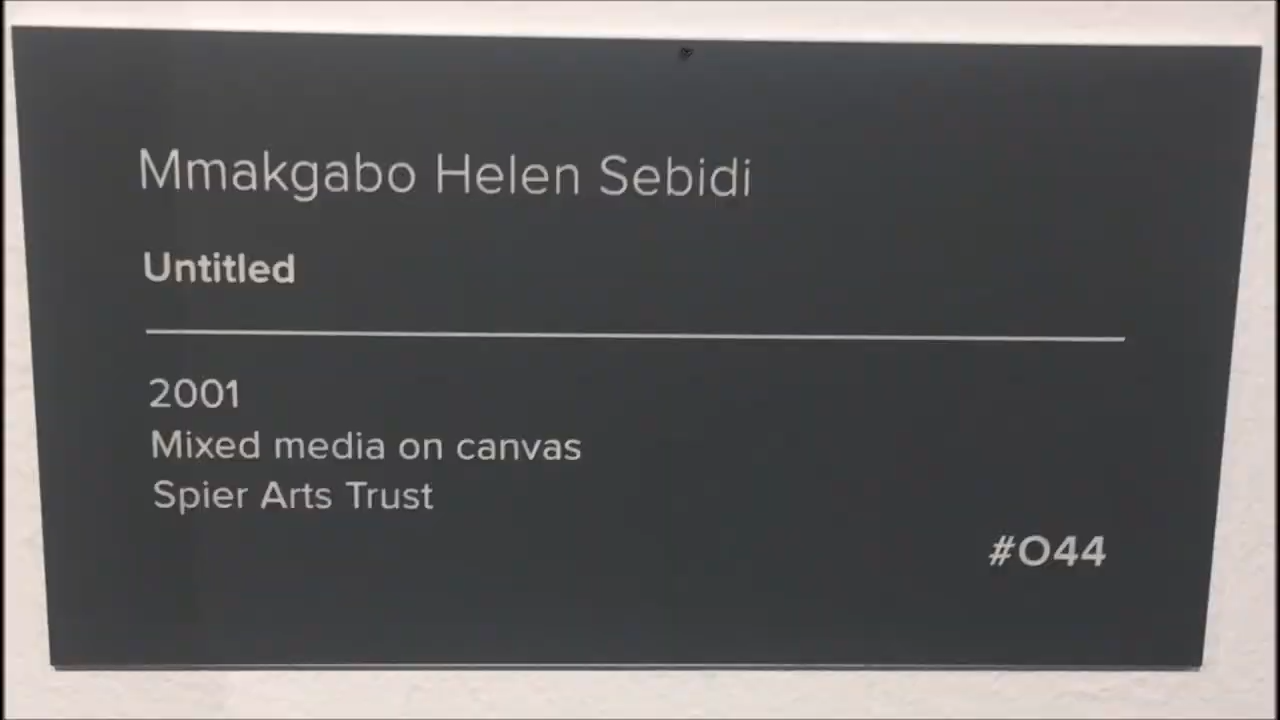 Mmakgabo Helen Sebidi
Untitled
2001
Mixed media on canvas
Spier Arts Trust
#O44